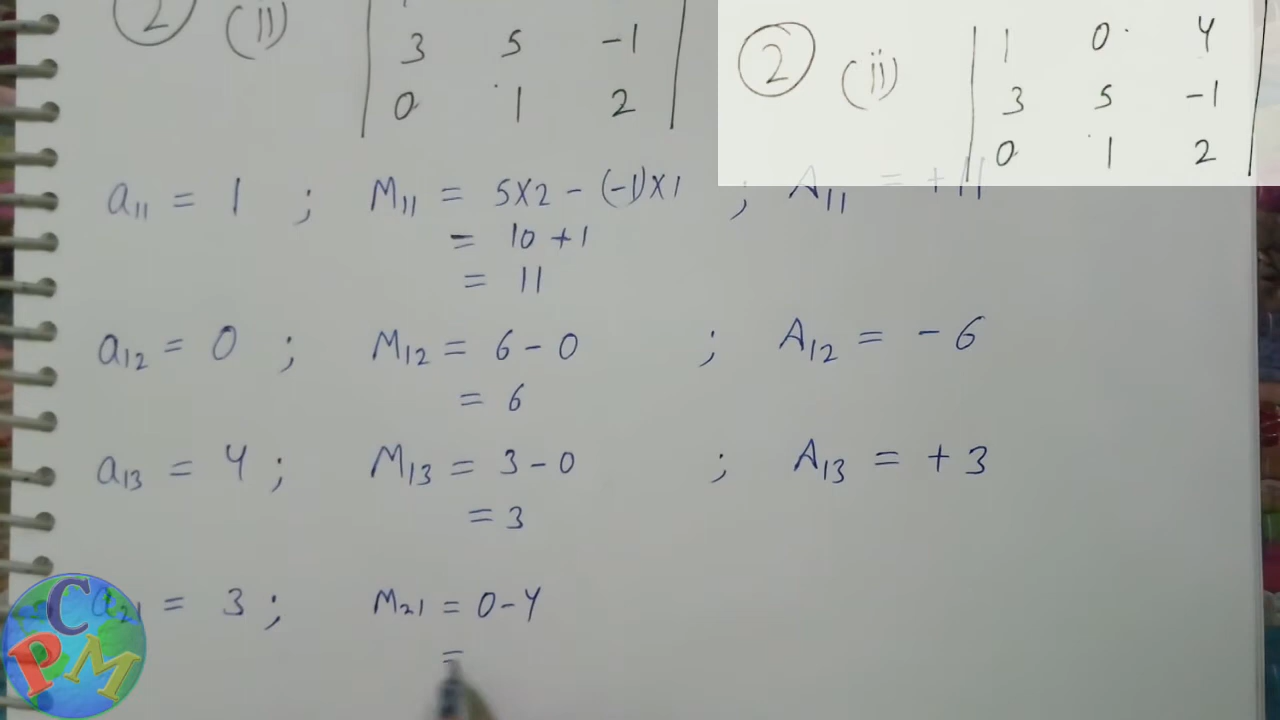 2 (ii)
3 5 -1
0 1 2
2 (ii)
1 0 4
3 5 -1
0 1 2
a11 = 1 ; M11 = 5×2 - (-1)×1 ; A11 = +11
= 10 + 1
= 11
a12 = 0 ; M12 = 6 - 0 ; A12 = - 6
= 6
a13 = 4 ; M13 = 3 - 0 ; A13 = + 3
= 3
a21 = 3 ; M21 = 0 - 4
=
CPM